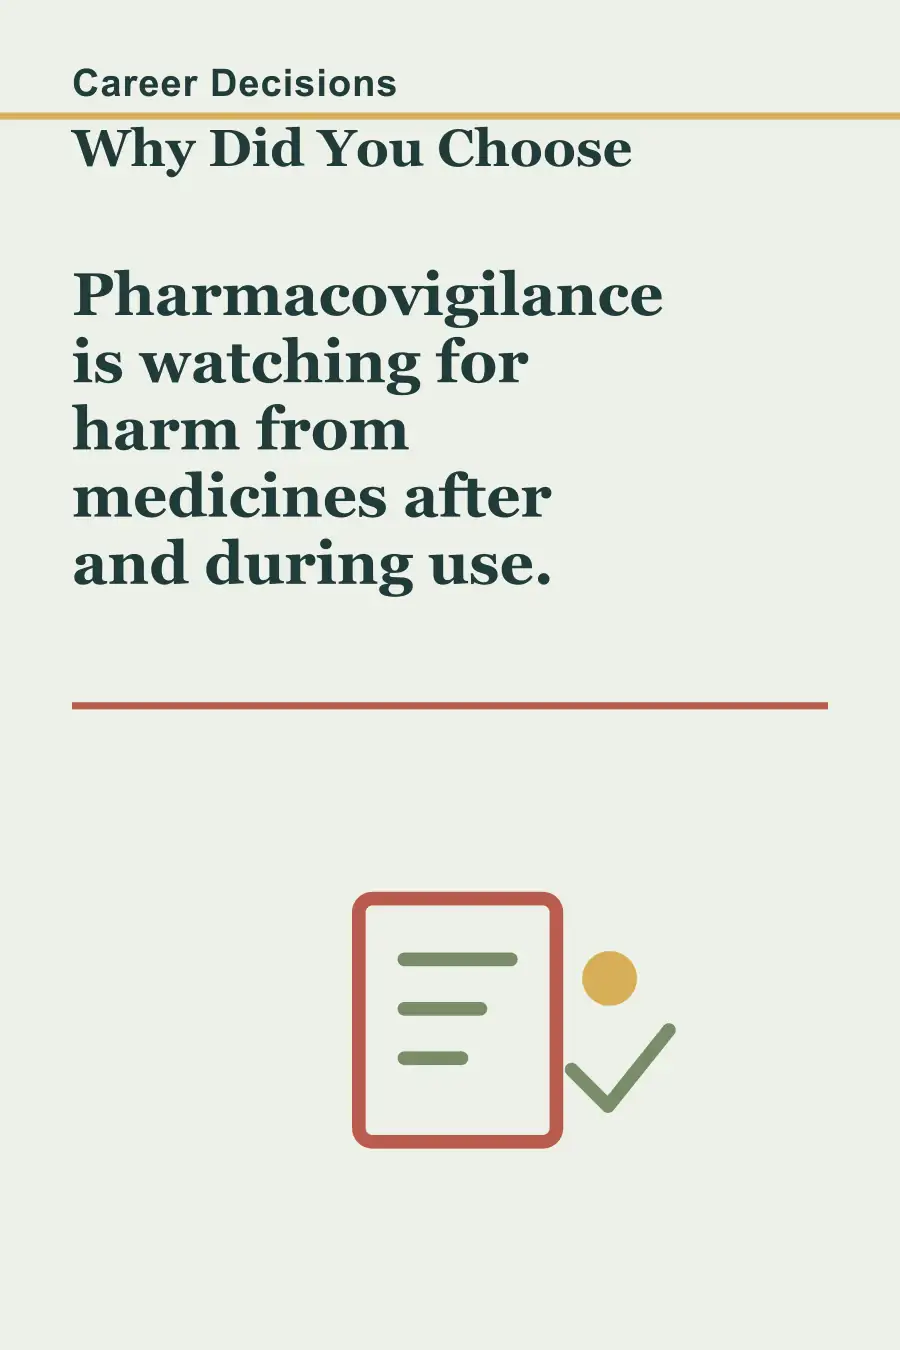 Career Decisions
Why Did You Choose
Pharmacovigilance
is watching for
harm from
medicines after
and during use.